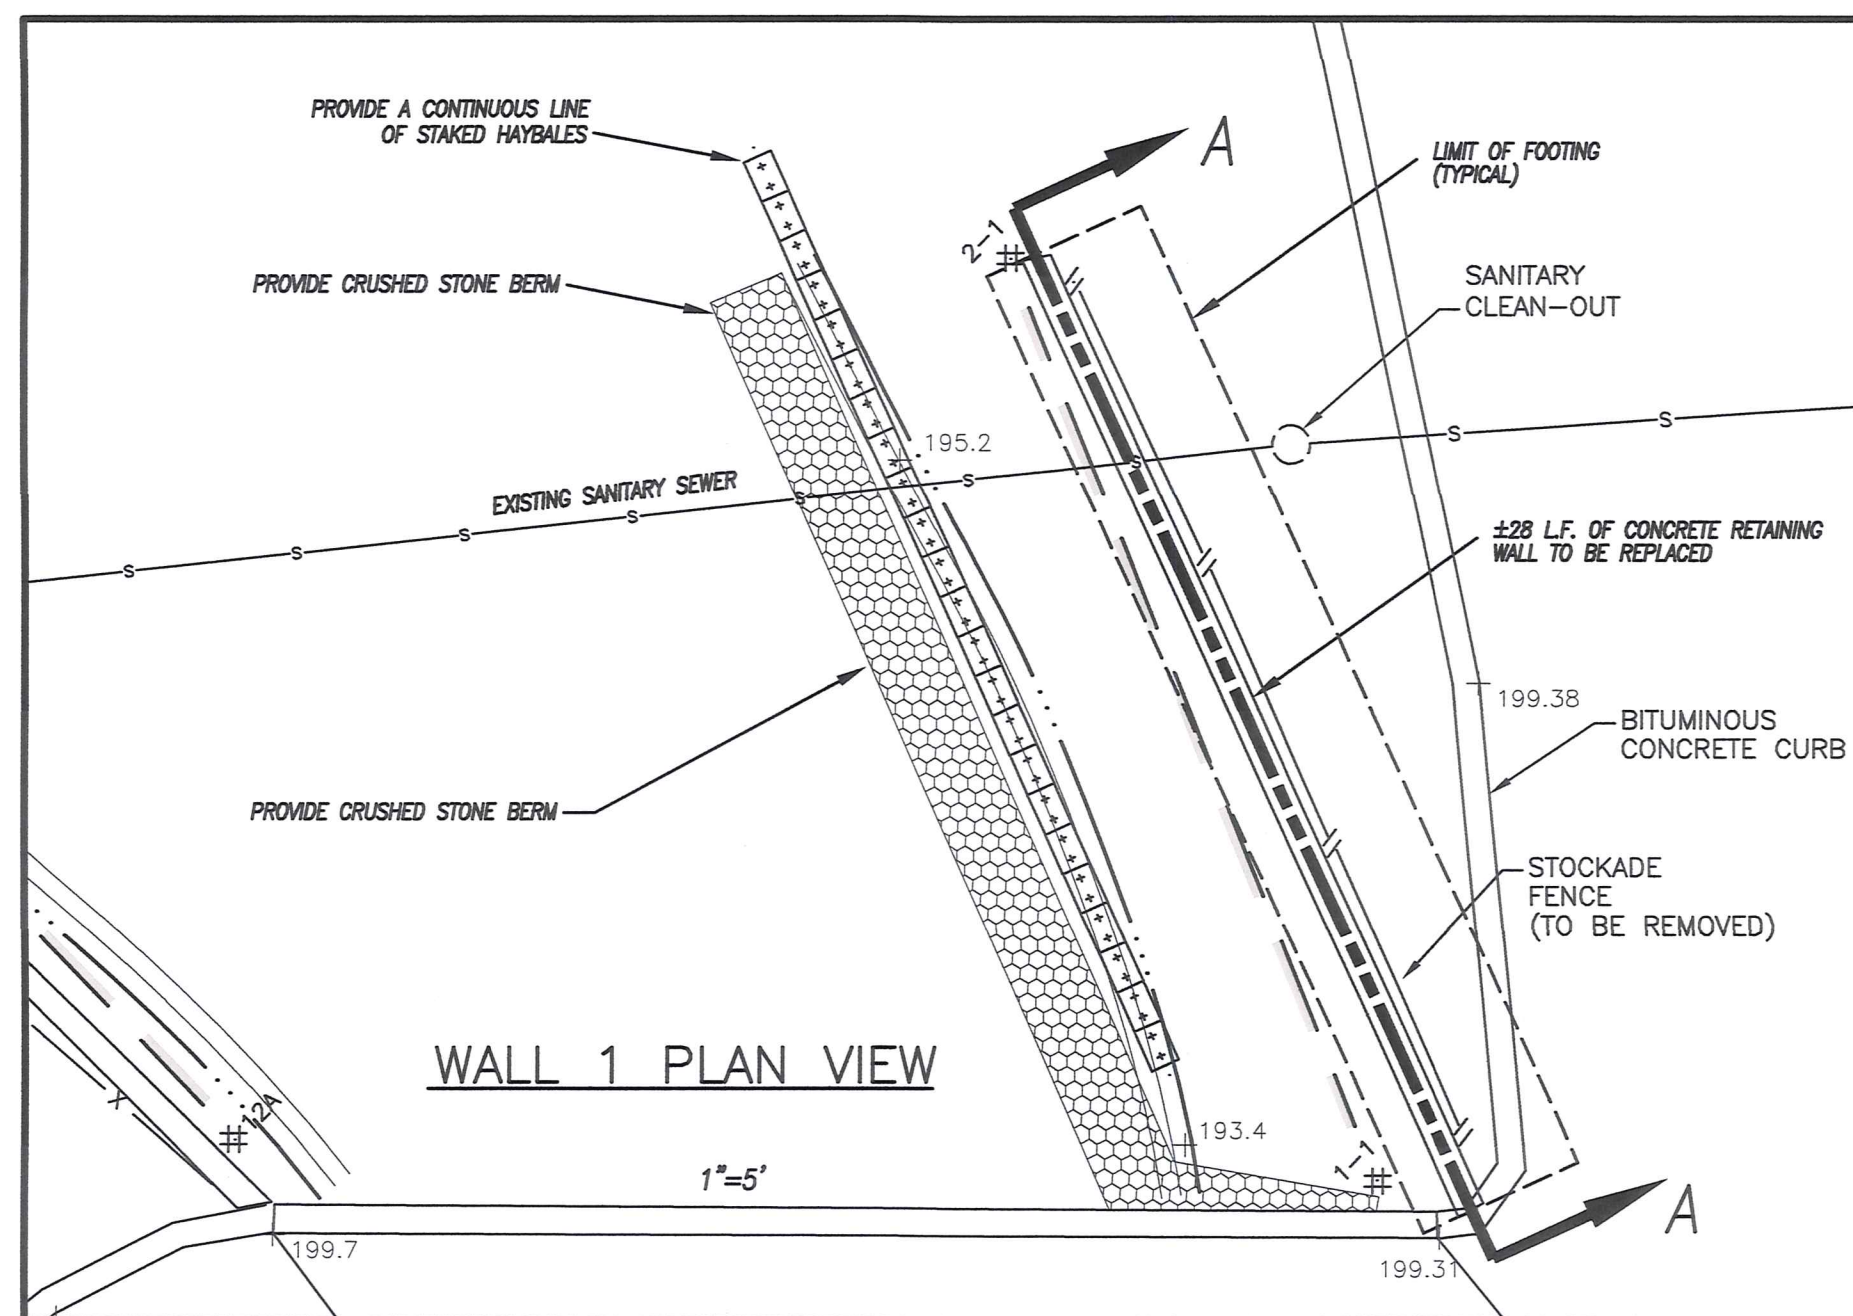 PROVIDE A CONTINUOUS LINE
OF STAKED HAYBALES
A
LIMIT OF FOOTING
(TYPICAL)
2-1
PROVIDE CRUSHED STONE BERM
SANITARY
CLEAN-OUT
195.2
S
S
EXISTING SANITARY SEWER
S
S
S
S
S
S
S
±28 L.F. OF CONCRETE RETAINING
WALL TO BE REPLACED
199.38
BITUMINOUS
CONCRETE CURB
PROVIDE CRUSHED STONE BERM
STOCKADE
FENCE
(TO BE REMOVED)
WALL 1 PLAN VIEW
X
#12A
193.4
1"=5'
1-1
A
199.7
199.31